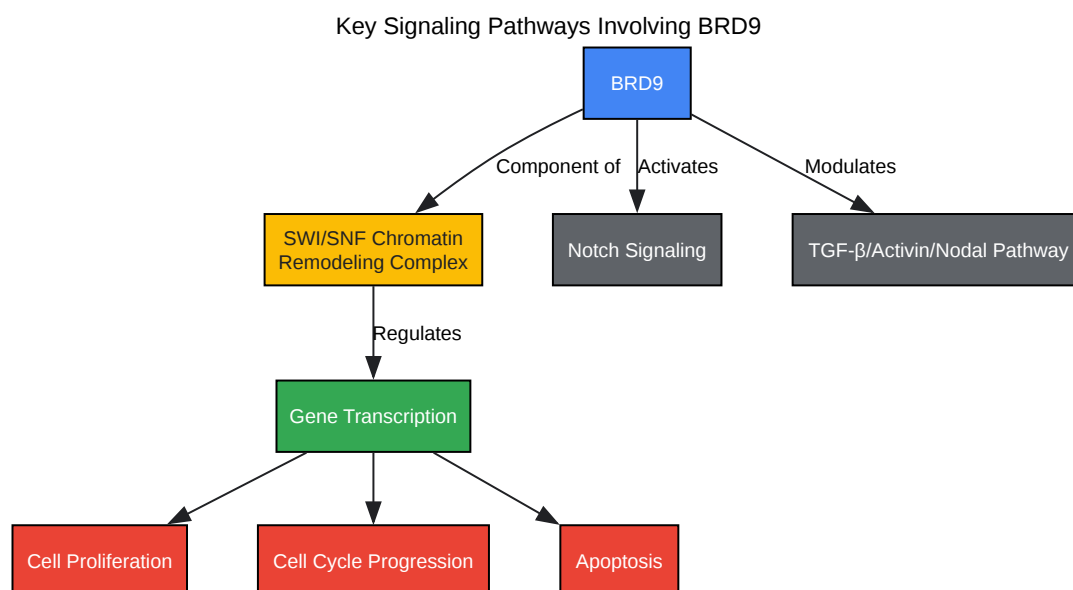 Key Signaling Pathways Involving BRD9
BRD9
Component of
Activates
Modulates
SWI/SNF Chromatin
Remodeling Complex
Notch Signaling
TGF-β/Activin/Nodal Pathway
Regulates
Gene Transcription
Cell Proliferation
Cell Cycle Progression
Apoptosis